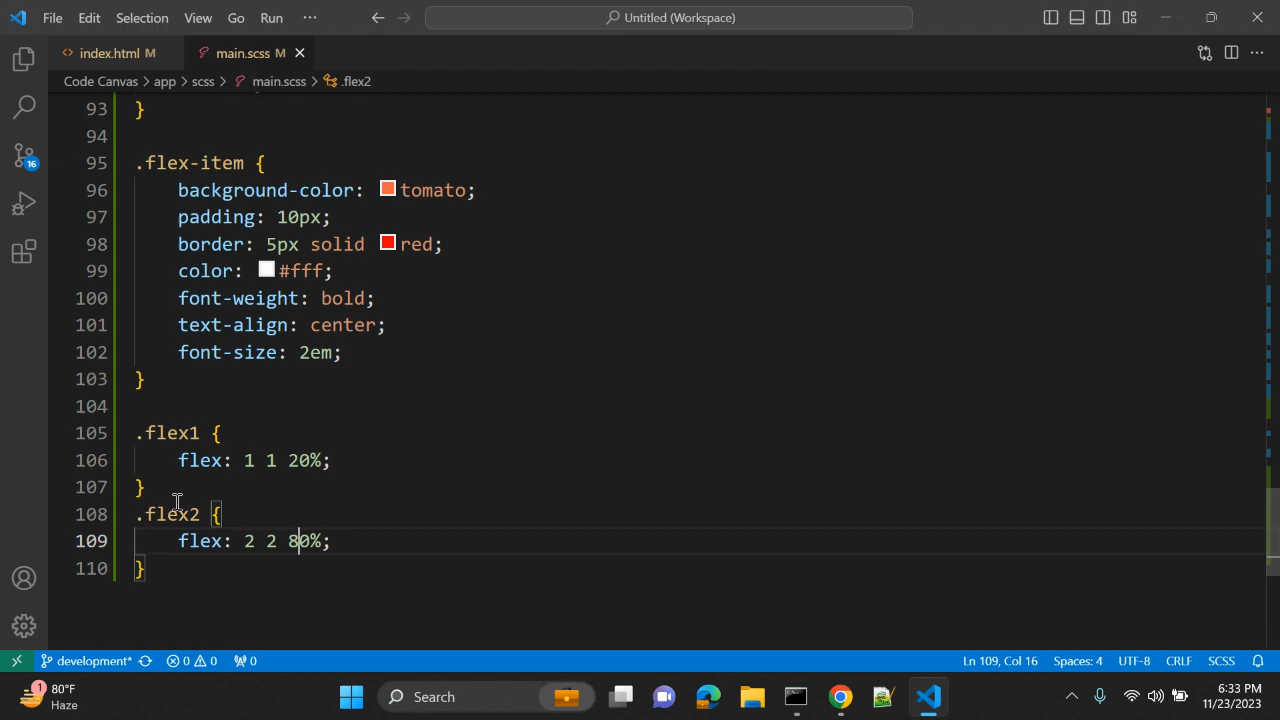 File Edit Selection View Go Run ··· Untitled (Workspace)
index.html M main.scss M
Code Canvas > app > scss > main.scss > .flex2
93 }
94
95 .flex-item {
96 background-color: tomato;
97 padding: 10px;
98 border: 5px solid red;
99 color: #fff;
100 font-weight: bold;
101 text-align: center;
102 font-size: 2em;
103 }
104
105 .flex1 {
106 flex: 1 1 20%;
107 }
108 .flex2 {
109 flex: 2 2 80%;
110 }
16
development* 0 0 0 Ln 109, Col 16 Spaces: 4 UTF-8 CRLF SCSS
1 80°F Search 6:33 PM
Haze 11/23/2023